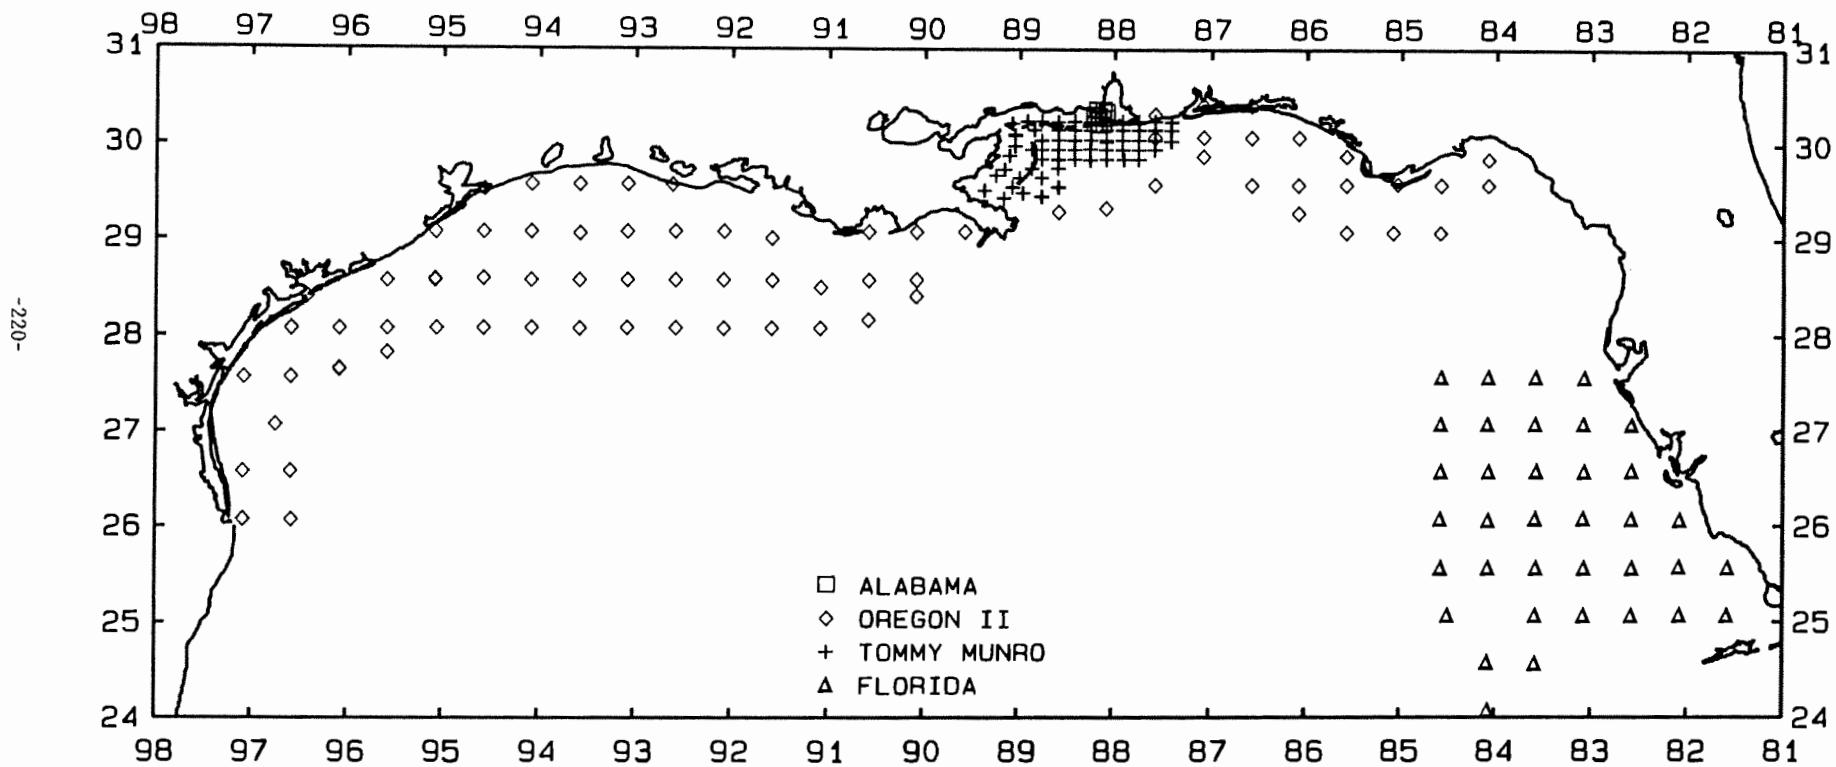 98 97 96 95 94 93 92 91 90 89 88 87 86 85 84 83 82 81
31 31
30 30
29 29
28 28
-220-
27 27
26 26
□ ALABAMA
◇ OREGON II
25 25
+ TOMMY MUNRO
△ FLORIDA
24 24
98 97 96 95 94 93 92 91 90 89 88 87 86 85 84 83 82 81